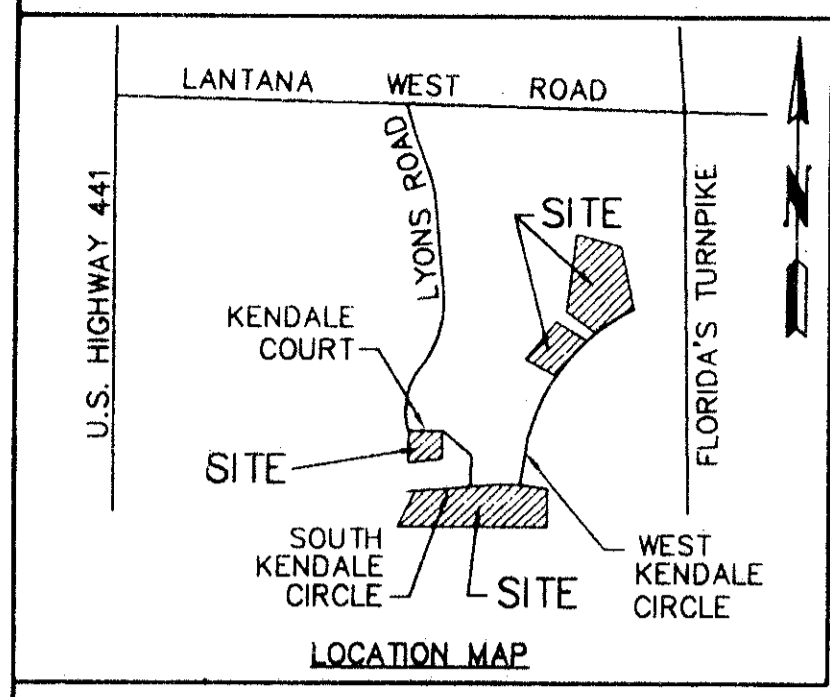 LANTANA WEST ROAD
U.S. HIGHWAY 441
LYONS ROAD
FLORIDA'S TURNPIKE
N
SITE
KENDALE
COURT
SITE
SOUTH
KENDALE
CIRCLE
SITE
WEST
KENDALE
CIRCLE
LOCATION MAP